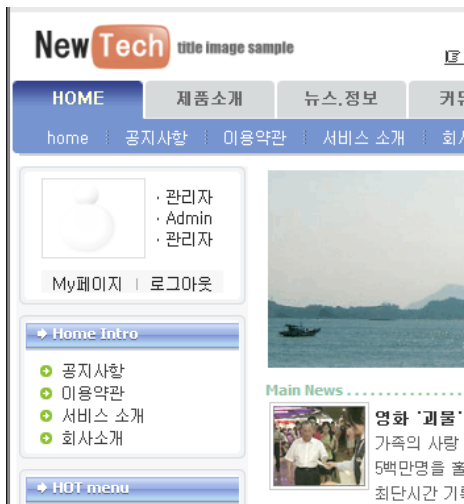 New Tech title image sample
HOME 제품소개 뉴스.정보
home 공지사항 이용약관 서비스 소개
· 관리자
· Admin
· 관리자
My페이지 | 로그아웃
Home Intro
공지사항
이용약관
서비스 소개
회사소개
HOT menu
Main News
영화 '괴물'
가족의 사랑
5백만명을
최단시간